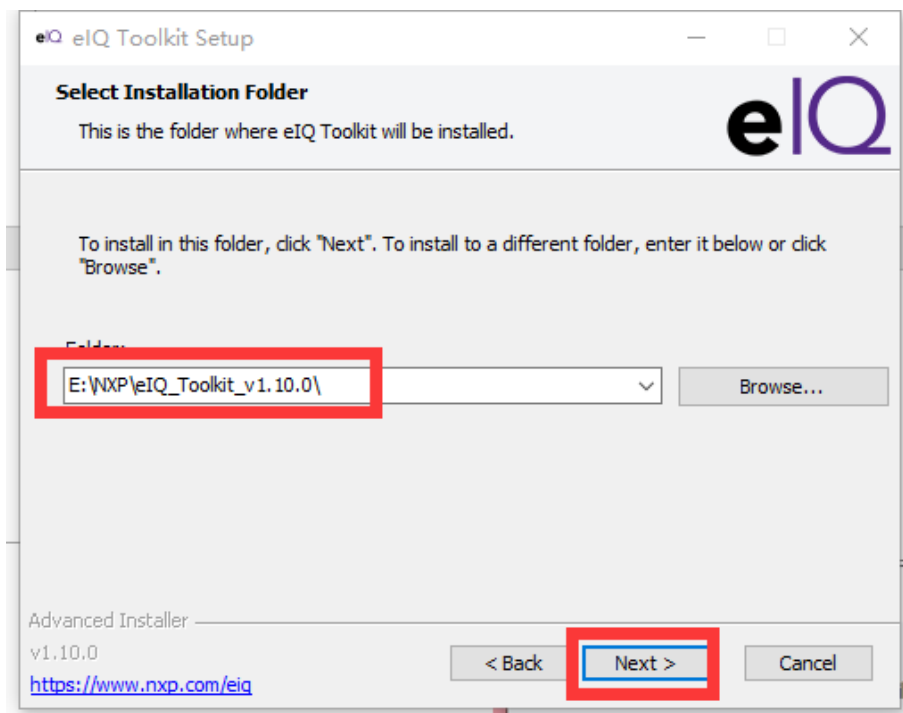 eIQ eIQ Toolkit Setup
Select Installation Folder
This is the folder where eIQ Toolkit will be installed.
eIQ
To install in this folder, click "Next". To install to a different folder, enter it below or click
"Browse".
Folder:
E:\NXP\eIQ_Toolkit_v1.10.0\
Browse...
Advanced Installer
v1.10.0
https://www.nxp.com/eiq
< Back
Next >
Cancel